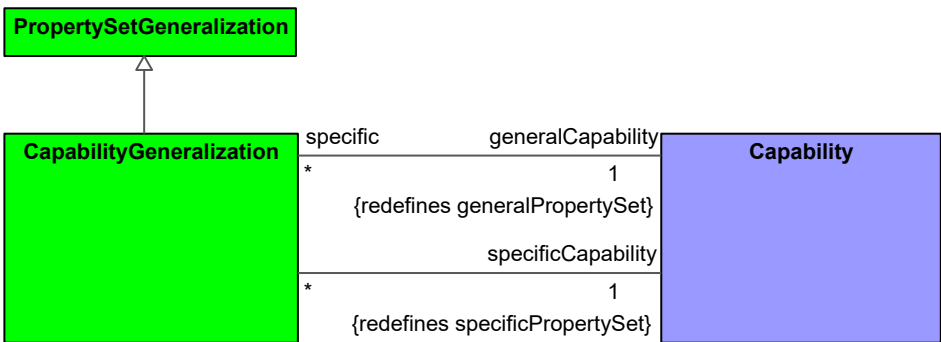 PropertySetGeneralization
CapabilityGeneralization
specific
generalCapability
Capability
*
1
{redefines generalPropertySet}
specificCapability
*
1
{redefines specificPropertySet}